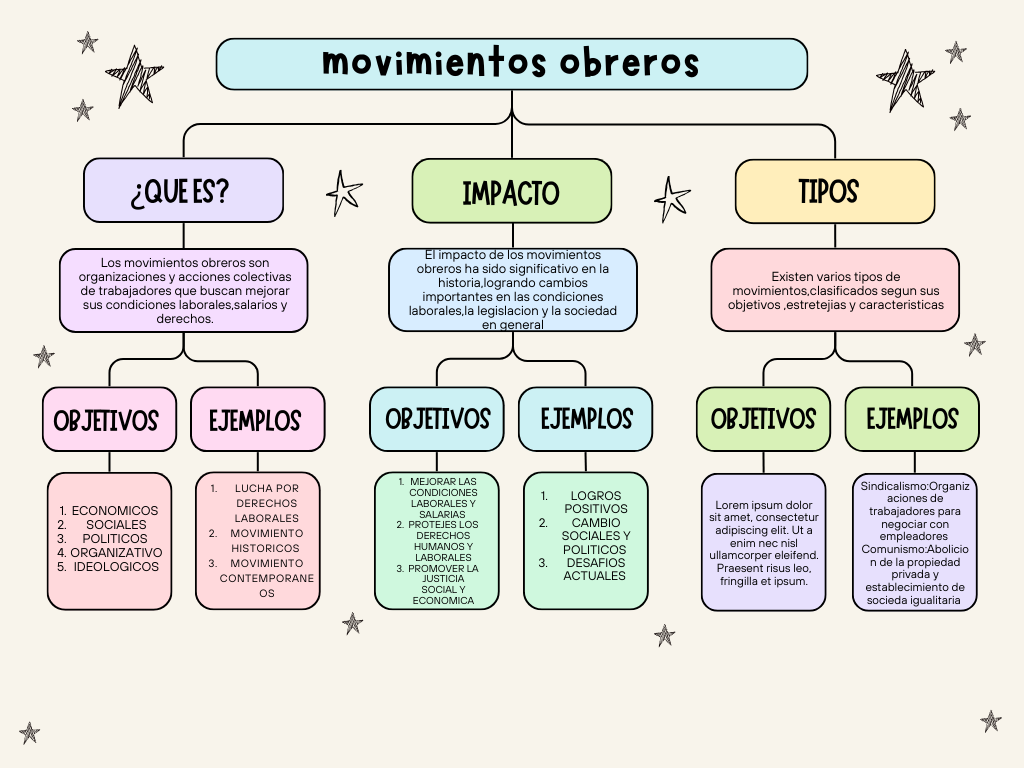 movimientos obreros
¿QUE ES?
IMPACTO
TIPOS
Los movimientos obreros son
organizaciones y acciones colectivas
de trabajadores que buscan mejorar
sus condiciones laborales,salarios y
derechos.
El impacto de los movimientos
obreros ha sido significativo en la
historia,logrando cambios
importantes en las condiciones
laborales,la legislacion y la sociedad
en general
Existen varios tipos de
movimientos,clasificados segun sus
objetivos ,estretejias y caracteristicas
OBJETIVOS
EJEMPLOS
OBJETIVOS
EJEMPLOS
OBJETIVOS
EJEMPLOS
1. ECONOMICOS
2. SOCIALES
3. POLITICOS
4. ORGANIZATIVO
5. IDEOLOGICOS
1. LUCHA POR
DERECHOS
LABORALES
2. MOVIMIENTO
HISTORICOS
3. MOVIMIENTO
CONTEMPORANE
OS
1. MEJORAR LAS
CONDICIONES
LABORALES Y
SALARIAS
2. PROTEJES LOS
DERECHOS
HUMANOS Y
LABORALES
3. PROMOVER LA
JUSTICIA
SOCIAL Y
ECONOMICA
1. LOGROS
POSITIVOS
2. CAMBIO
SOCIALES Y
POLITICOS
3. DESAFIOS
ACTUALES
Lorem ipsum dolor
sit amet, consectetur
adipiscing elit. Ut a
enim nec nisl
ullamcorper eleifend.
Praesent risus leo,
fringilla et ipsum.
Sindicalismo:Organiz
aciones de
trabajadores para
negociar con
empleadores
Comunismo:Abolicio
n de la propiedad
privada y
establecimiento de
socieda igualitaria